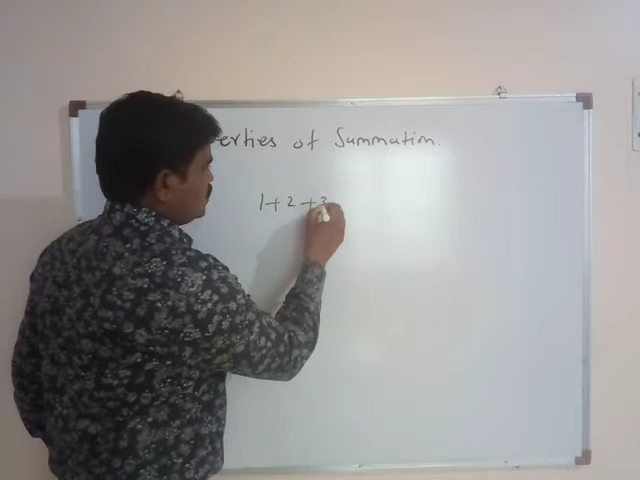 erties of Summation.
1 + 2 + 3